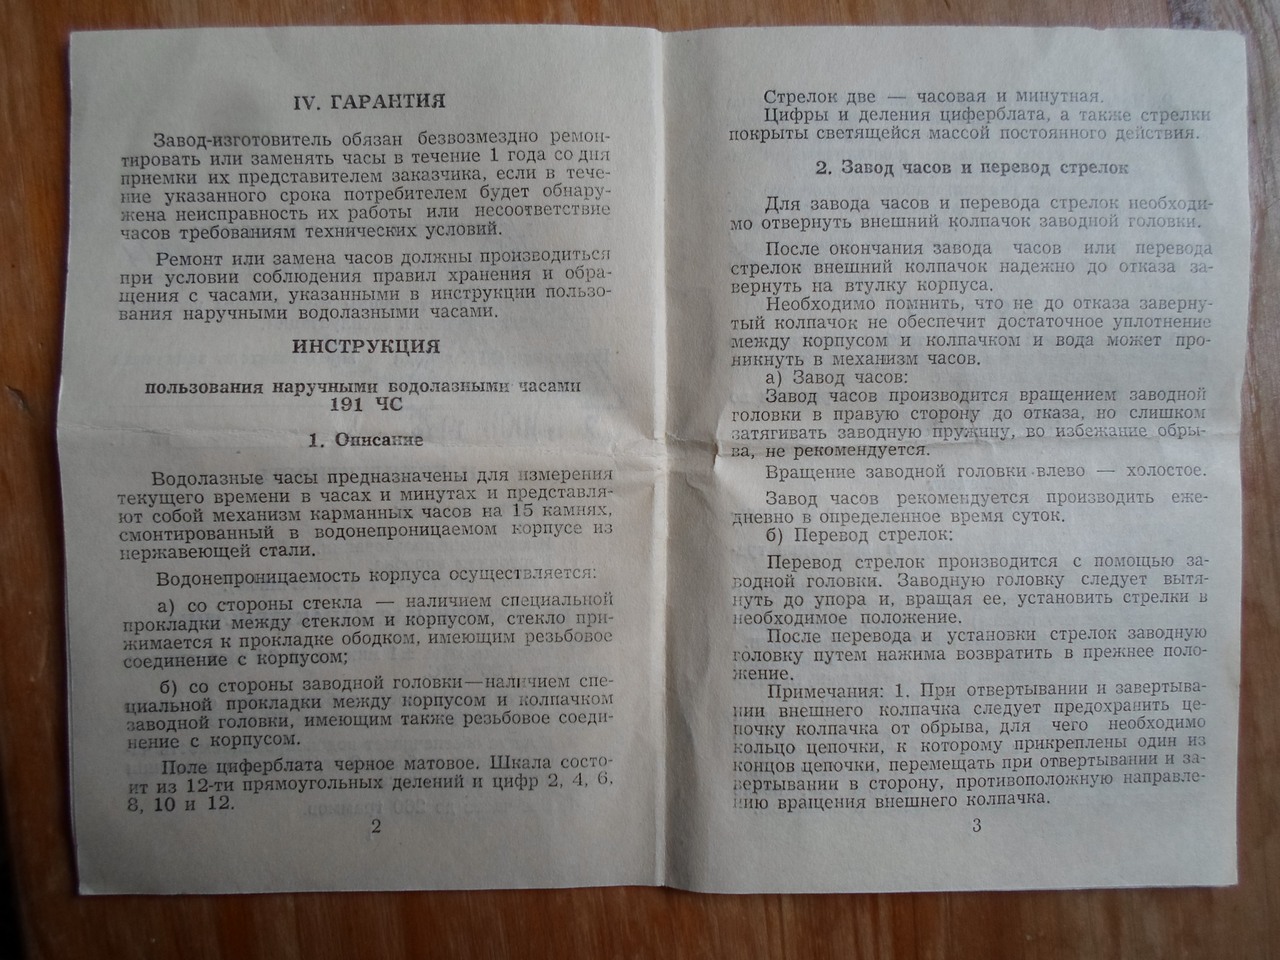 IV. ГАРАНТИЯ
Завод-изготовитель обязан безвозмездно ремон-
тировать или заменять часы в течение 1 года со дня
приемки их представителем заказчика, если в тече-
ние указанного срока потребителем будет обнару-
жена неисправность их работы или несоответствие
часов требованиям технических условий.
Ремонт или замена часов должны производиться
при условии соблюдения правил хранения и обра-
щения с часами, указанными в инструкции пользо-
вания наручными водолазными часами.
ИНСТРУКЦИЯ
пользования наручными водолазными часами
191 ЧС
1. Описание
Водолазные часы предназначены для измерения
текущего времени в часах и минутах и представля-
ют собой механизм карманных часов на 15 камнях,
смонтированный в водонепроницаемом корпусе из
нержавеющей стали.
Водонепроницаемость корпуса осуществляется:
а) со стороны стекла — наличием специальной
прокладки между стеклом и корпусом, стекло при-
жимается к прокладке ободком, имеющим резьбовое
соединение с корпусом;
б) со стороны заводной головки—наличием спе-
циальной прокладки между корпусом и колпачком
заводной головки, имеющим также резьбовое соеди-
нение с корпусом.
Поле циферблата черное матовое. Шкала состо-
ит из 12-ти прямоугольных делений и цифр 2, 4, 6,
8, 10 и 12.
2
Стрелок две — часовая и минутная.
Цифры и деления циферблата, а также стрелки
покрыты светящейся массой постоянного действия.
2. Завод часов и перевод стрелок
Для завода часов и перевода стрелок необходи-
мо отвернуть внешний колпачок заводной головки.
После окончания завода часов или перевода
стрелок внешний колпачок надежно до отказа за-
вернуть на втулку корпуса.
Необходимо помнить, что не до отказа заверну-
тый колпачок не обеспечит достаточное уплотнение
между корпусом и колпачком и вода может про-
никнуть в механизм часов.
а) Завод часов:
Завод часов производится вращением заводной
головки в правую сторону до отказа, но слишком
затягивать заводную пружину, во избежание обры-
ва, не рекомендуется.
Вращение заводной головки влево — холостое.
Завод часов рекомендуется производить еже-
дневно в определенное время суток.
б) Перевод стрелок:
Перевод стрелок производится с помощью за-
водной головки. Заводную головку следует вытя-
нуть до упора и, вращая ее, установить стрелки в
необходимое положение.
После перевода и установки стрелок заводную
головку путем нажима возвратить в прежнее поло-
жение.
Примечания: 1. При отвертывании и завертыва-
нии внешнего колпачка следует предохранить це-
почку колпачка от обрыва, для чего необходимо
кольцо цепочки, к которому прикреплены один из
концов цепочки, перемещать при отвертывании и за-
вертывании в сторону, противоположную направле-
нию вращения внешнего колпачка.
3